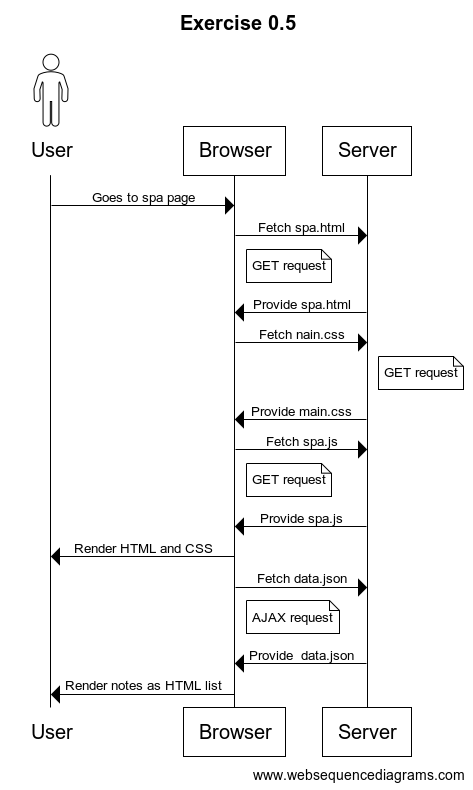 Exercise 0.5
User
Browser
Server
Goes to spa page
Fetch spa.html
GET request
Provide spa.html
Fetch nain.css
GET request
Provide main.css
Fetch spa.js
GET request
Provide spa.js
Render HTML and CSS
Fetch data.json
AJAX request
Provide  data.json
Render notes as HTML list
User
Browser
Server
www.websequencediagrams.com